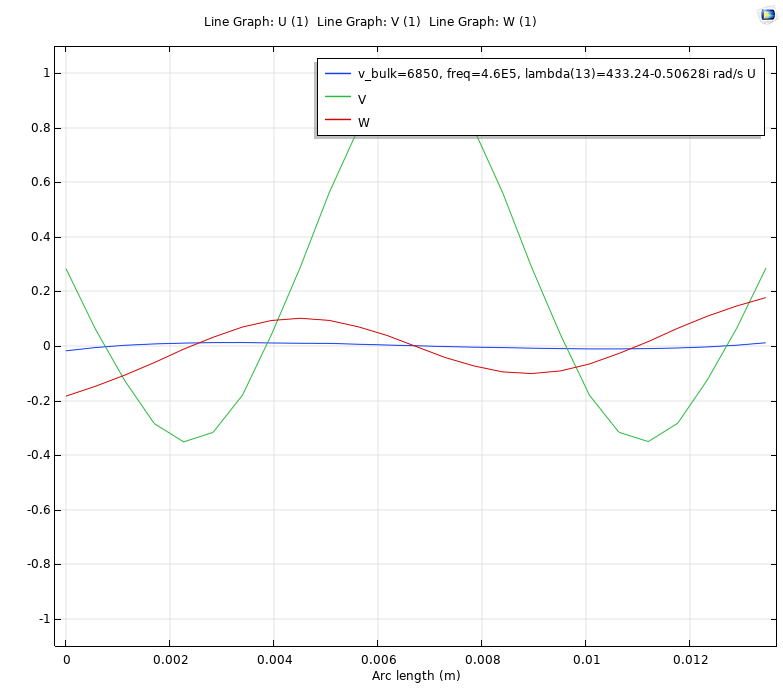 Line Graph: U (1)  Line Graph: V (1)  Line Graph: W (1)
v_bulk=6850, freq=4.6E5, lambda(13)=433.24-0.50628i rad/s U
V
W
1
0.8
0.6
0.4
0.2
0
-0.2
-0.4
-0.6
-0.8
-1
0 0.002 0.004 0.006 0.008 0.01 0.012
Arc length (m)